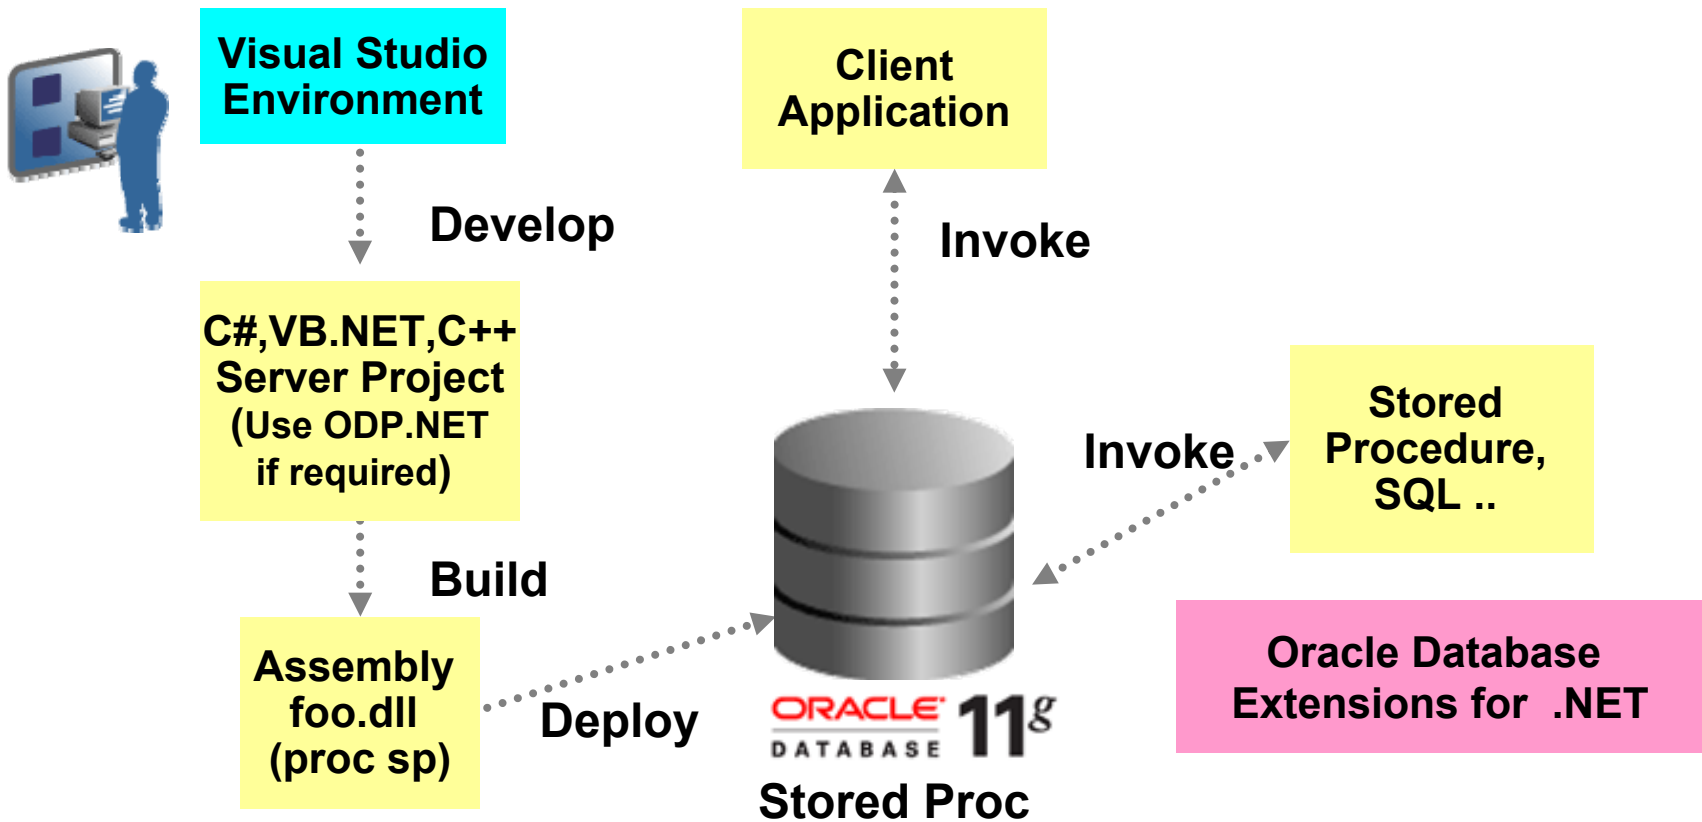 Visual Studio
Environment
Client
Application
Develop
Invoke
C#,VB.NET,C++
Server Project
(Use ODP.NET
if required)
Invoke
Stored
Procedure,
SQL ..
Build
Assembly
foo.dll
(proc sp)
Deploy
ORACLE
DATABASE
11g
Stored Proc
Oracle Database
Extensions for .NET